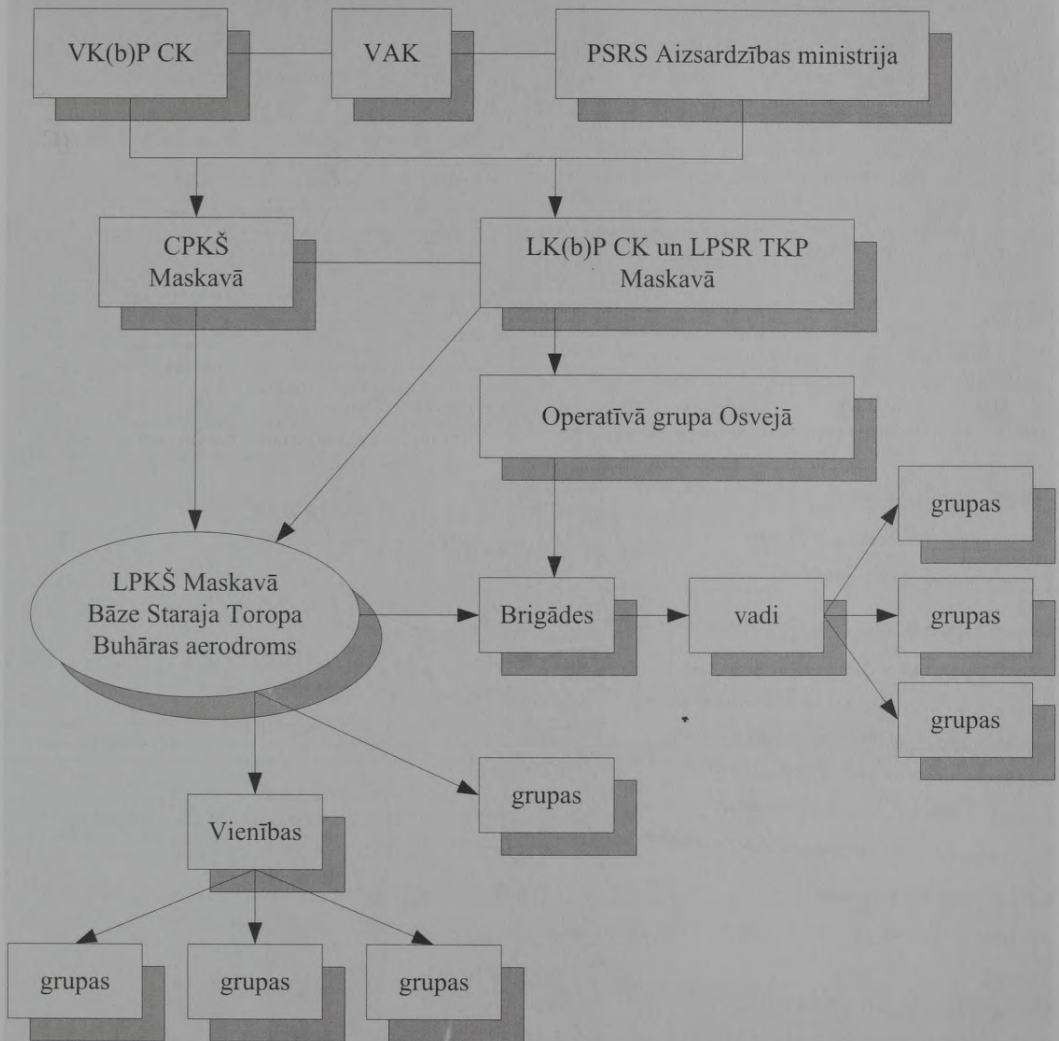 VK(b)P CK
VAK
PSRS Aizsardzības ministrija
CPKŠ
Maskavā
LK(b)P CK un LPSR TKP
Maskavā
Operatīvā grupa Osvejā
grupas
LPKŠ Maskavā
Bāze Staraja Toropa
Buhāras aerodroms
Brigādes
vadi
grupas
grupas
grupas
Vienības
grupas
grupas
grupas